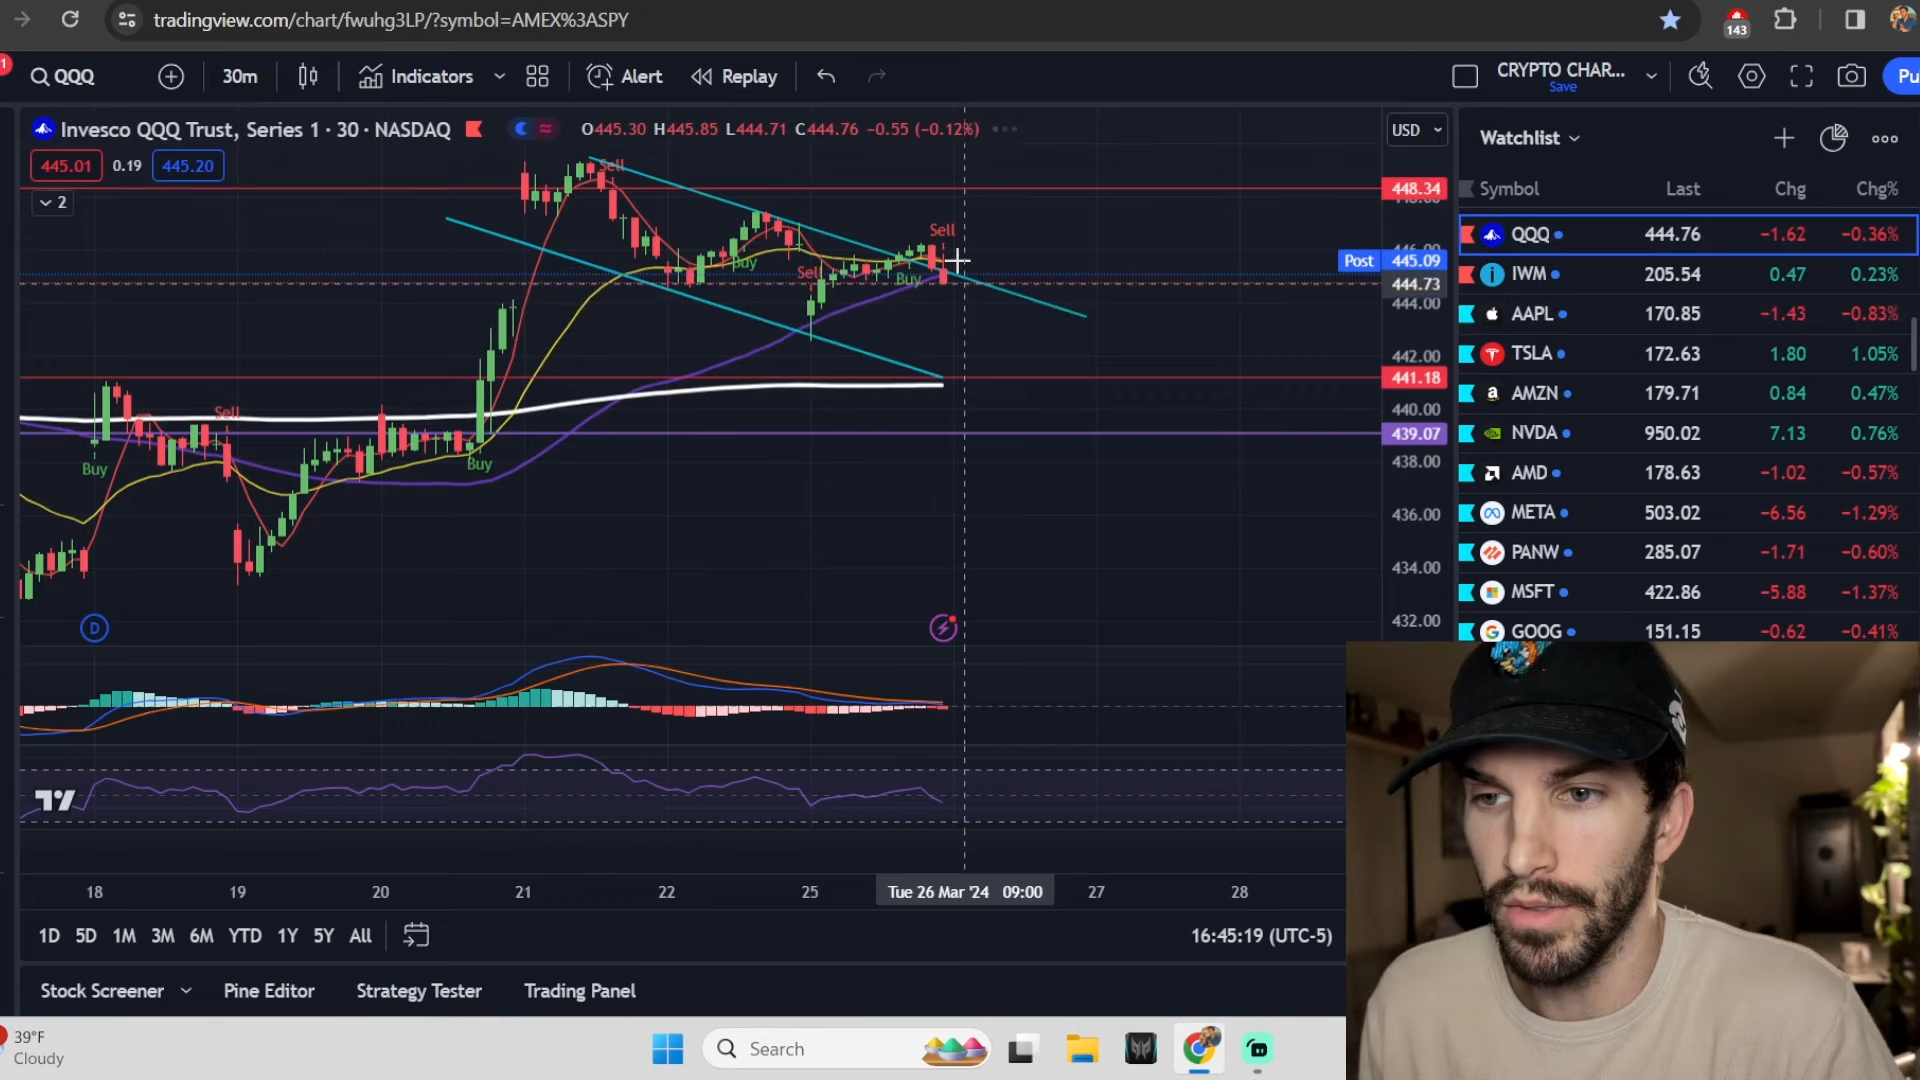 tradingview.com/chart/fwuhg3LP/?symbol=AMEX%3ASPY
143
1
QQQ
30m
Indicators
Alert
Replay
CRYPTO CHAR...
Save
Pu
Invesco QQQ Trust, Series 1 · 30 · NASDAQ
O445.30 H445.85 L444.71 C444.76 −0.55 (−0.12%)
USD
445.01
0.19
445.20
2
Sell
Sell
Buy
Sell
Buy
Sell
Buy
Buy
448.34
446.00
Post 445.09
444.73
444.00
442.00
441.18
440.00
439.07
438.00
436.00
434.00
432.00
D
18
19
20
21
22
25
Tue 26 Mar '24 09:00
27
28
1D
5D
1M
3M
6M
YTD
1Y
5Y
All
16:45:19 (UTC-5)
Stock Screener
Pine Editor
Strategy Tester
Trading Panel
Watchlist
Symbol Last Chg Chg%
QQQ 444.76 −1.62 −0.36%
IWM 205.54 0.47 0.23%
AAPL 170.85 −1.43 −0.83%
TSLA 172.63 1.80 1.05%
AMZN 179.71 0.84 0.47%
NVDA 950.02 7.13 0.76%
AMD 178.63 −1.02 −0.57%
META 503.02 −6.56 −1.29%
PANW 285.07 −1.71 −0.60%
MSFT 422.86 −5.88 −1.37%
GOOG 151.15 −0.62 −0.41%
39°F
Cloudy
Search